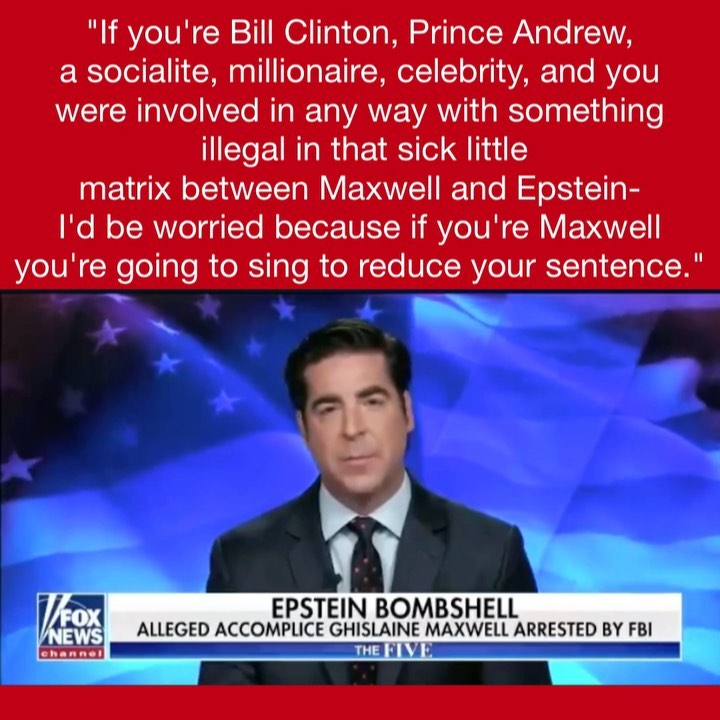 "If you're Bill Clinton, Prince Andrew,
a socialite, millionaire, celebrity, and you
were involved in any way with something
illegal in that sick little
matrix between Maxwell and Epstein-
I'd be worried because if you're Maxwell
you're going to sing to reduce your sentence."
FOX
NEWS
channel
EPSTEIN BOMBSHELL
ALLEGED ACCOMPLICE GHISLAINE MAXWELL ARRESTED BY FBI
THE FIVE